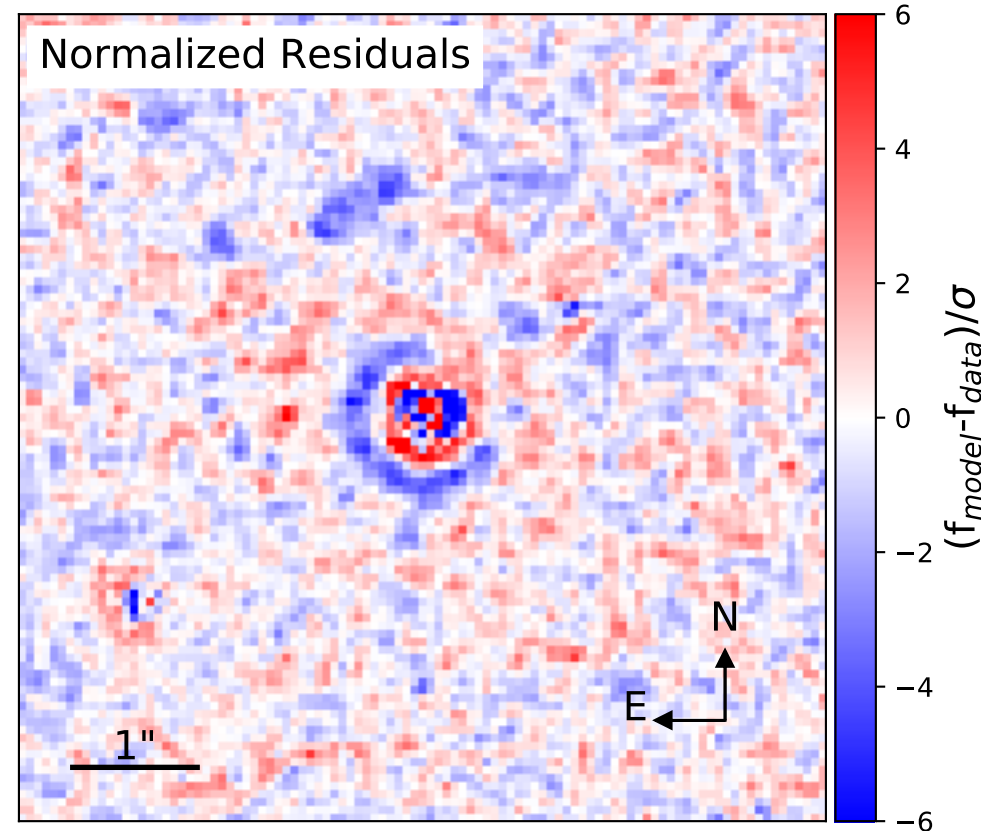 Normalized Residuals
6
4
2
0
−2
−4
−6
(f_model-f_data)/σ
N
E
1"